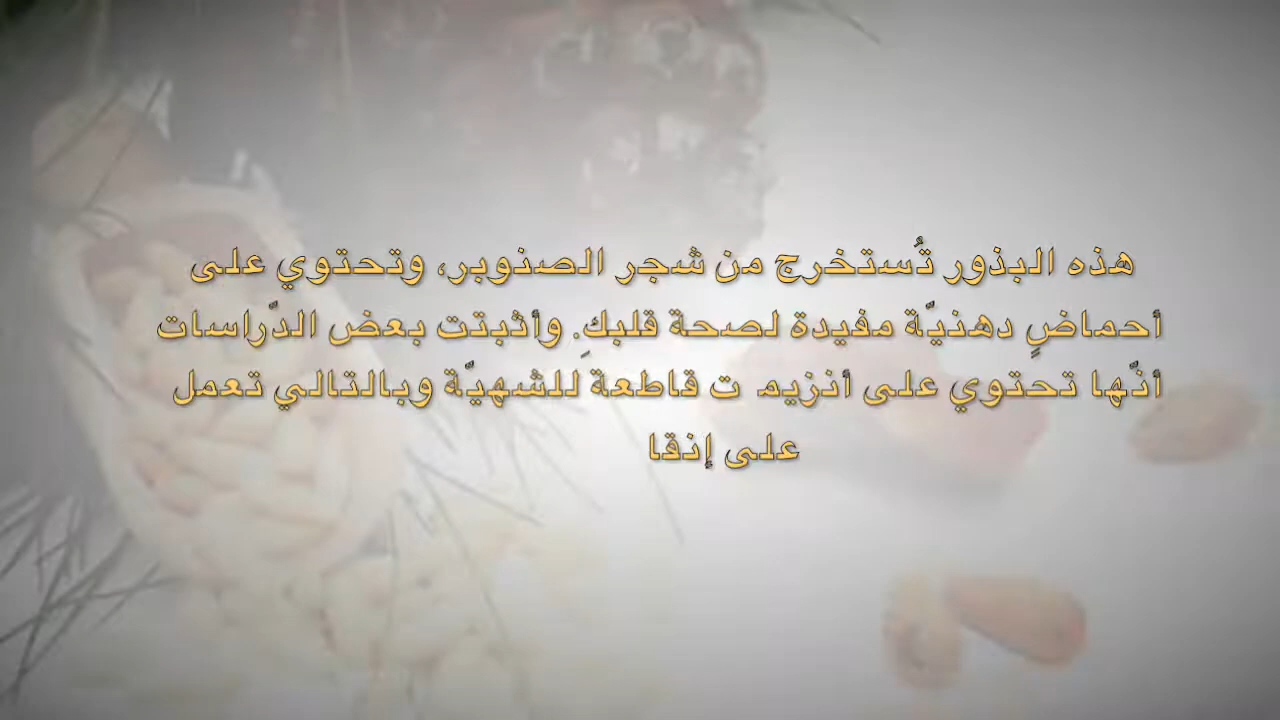 هذه البذور تُستخرج من شجر الصنوبر، وتحتوي على
أحماضٍ دهنيّة مفيدة لصحة قلبكِ. وأثبتت بعض الدّراسات
أنّها تحتوي على أنزيم ت قاطعةَ للشهيّة وبالتالي تعمل
على إنقا